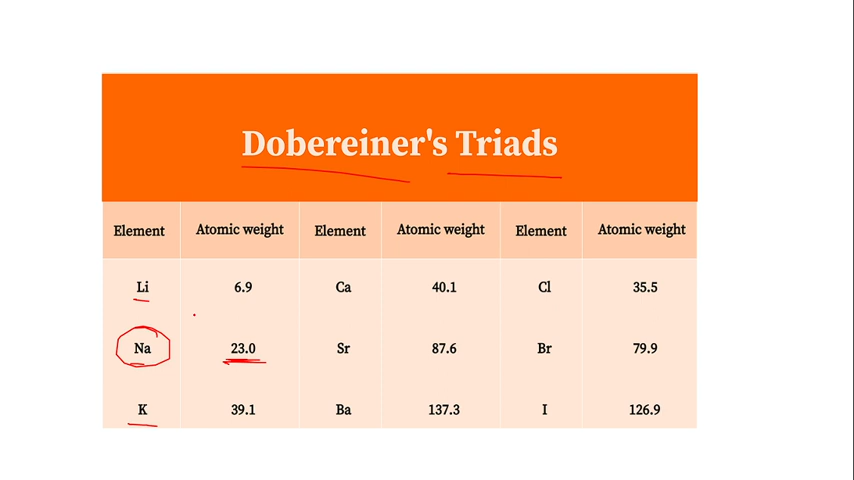 Dobereiner's Triads
Element Atomic weight Element Atomic weight Element Atomic weight
Li 6.9 Ca 40.1 Cl 35.5
Na 23.0 Sr 87.6 Br 79.9
K 39.1 Ba 137.3 I 126.9